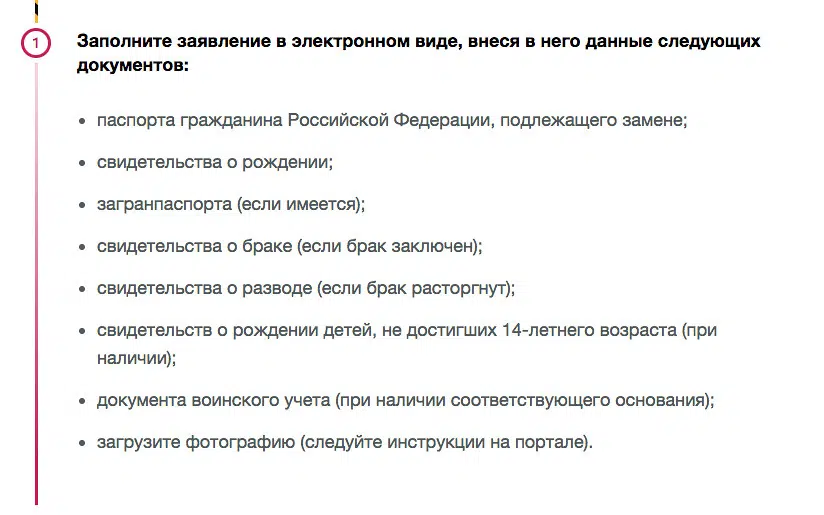 1
Заполните заявление в электронном виде, внеся в него данные следующих
документов:
• паспорта гражданина Российской Федерации, подлежащего замене;
• свидетельства о рождении;
• загранпаспорта (если имеется);
• свидетельства о браке (если брак заключен);
• свидетельства о разводе (если брак расторгнут);
• свидетельств о рождении детей, не достигших 14-летнего возраста (при
наличии);
• документа воинского учета (при наличии соответствующего основания);
• загрузите фотографию (следуйте инструкции на портале).